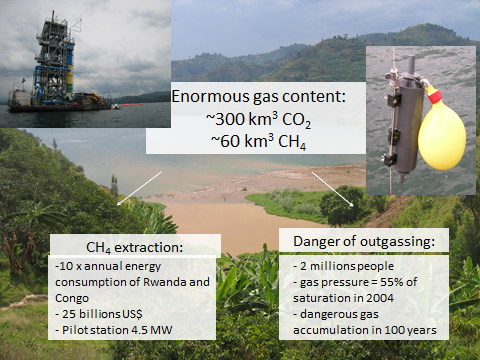 Enormous gas content:
~300 km³ CO₂
~60 km³ CH₄
CH₄ extraction:
-10 x annual energy
consumption of Rwanda and
Congo
- 25 billions US$
- Pilot station 4.5 MW
Danger of outgassing:
- 2 millions people
- gas pressure = 55% of
saturation in 2004
- dangerous gas
accumulation in 100 years